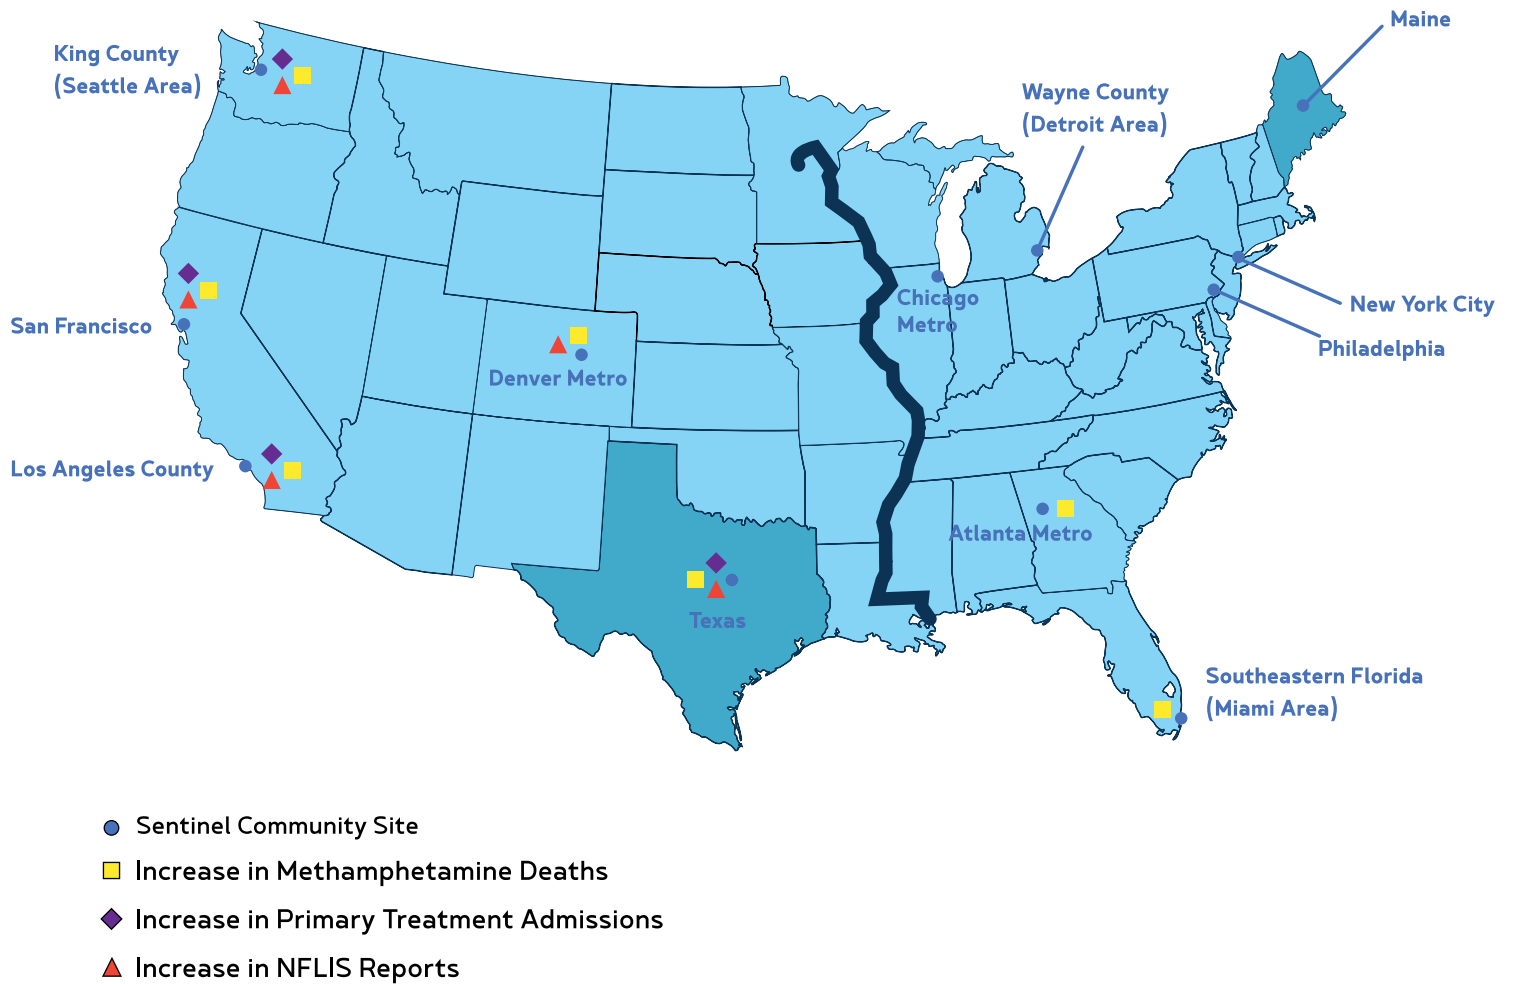 Maine
King County
(Seattle Area)
Wayne County
(Detroit Area)
Chicago
Metro
New York City
San Francisco
Philadelphia
Denver Metro
Los Angeles County
Atlanta Metro
Texas
Southeastern Florida
(Miami Area)
Sentinel Community Site
Increase in Methamphetamine Deaths
Increase in Primary Treatment Admissions
Increase in NFLIS Reports